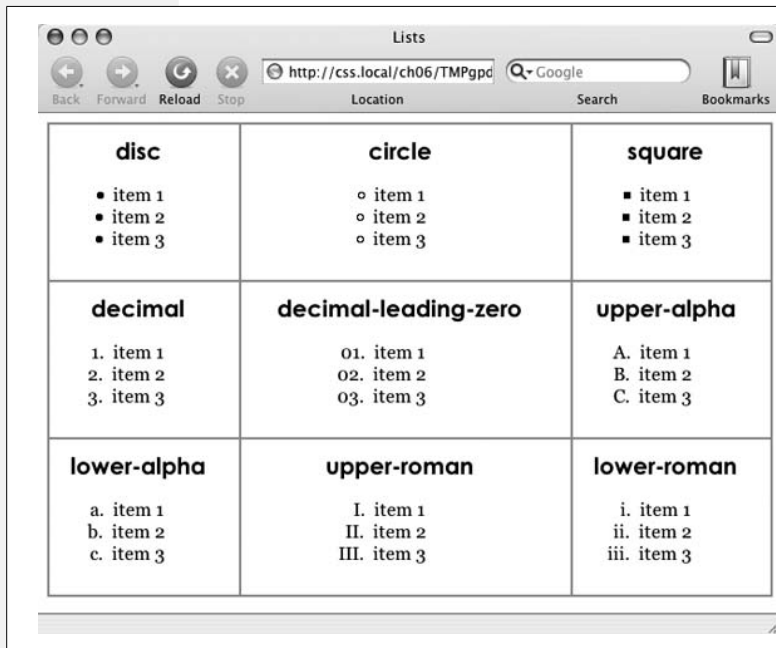 Lists
http://css.local/ch06/TMPgpd Google
Back Forward Reload Stop Location Search Bookmarks
disc
• item 1
• item 2
• item 3
circle
○ item 1
○ item 2
○ item 3
square
▪ item 1
▪ item 2
▪ item 3
decimal
1. item 1
2. item 2
3. item 3
decimal-leading-zero
01. item 1
02. item 2
03. item 3
upper-alpha
A. item 1
B. item 2
C. item 3
lower-alpha
a. item 1
b. item 2
c. item 3
upper-roman
I. item 1
II. item 2
III. item 3
lower-roman
i. item 1
ii. item 2
iii. item 3